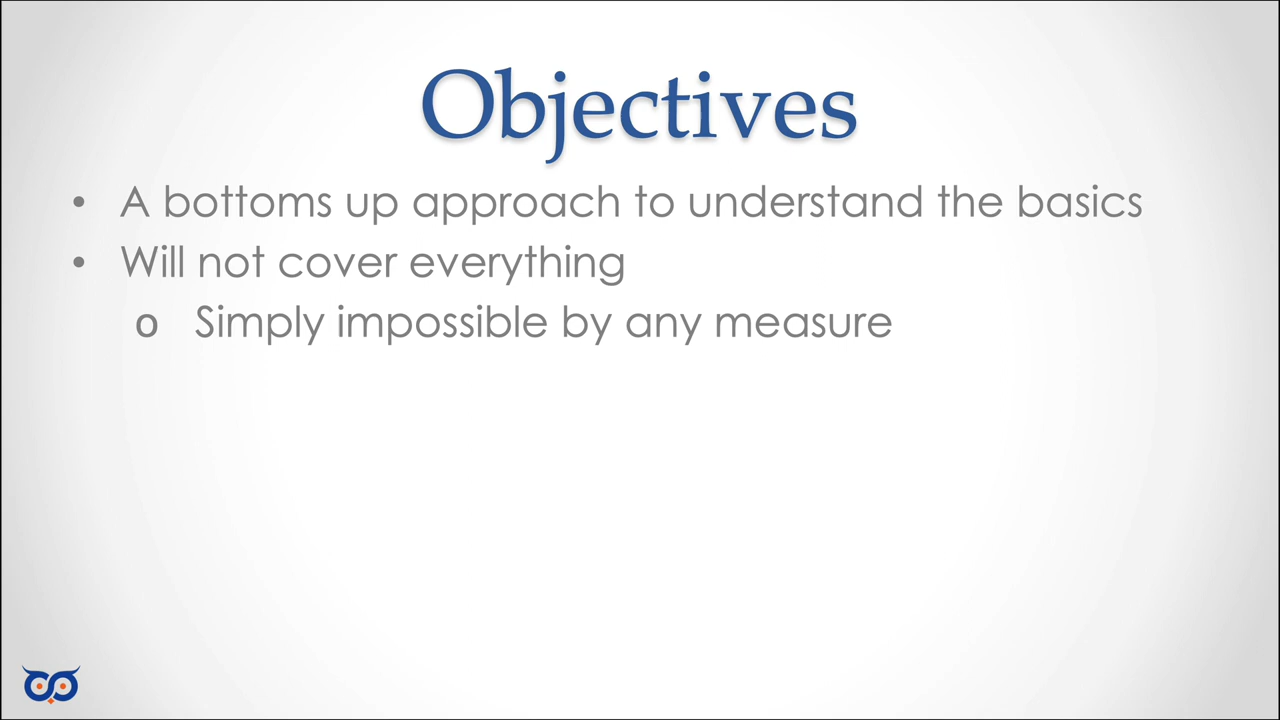 Objectives
• A bottoms up approach to understand the basics
• Will not cover everything
o Simply impossible by any measure